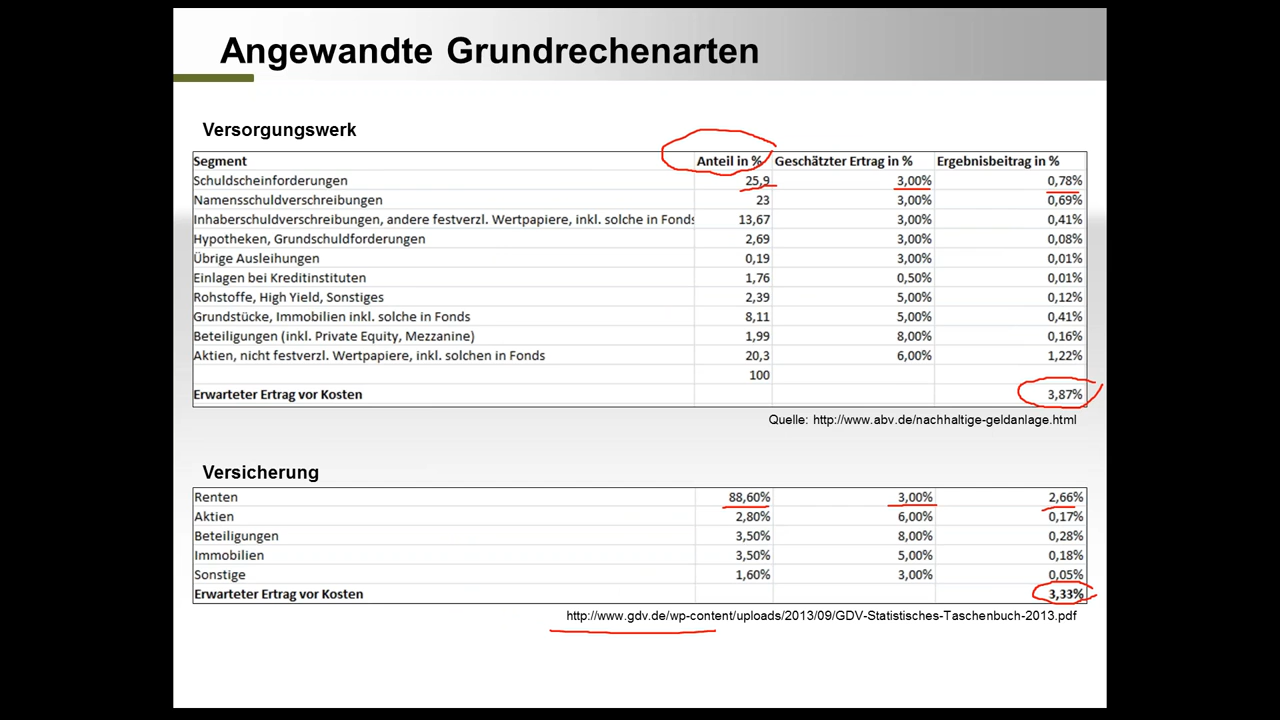 Angewandte Grundrechenarten
Versorgungswerk
Segment Anteil in % Geschätzter Ertrag in % Ergebnisbeitrag in %
Schuldscheinforderungen 25,9 3,00% 0,78%
Namensschuldverschreibungen 23 3,00% 0,69%
Inhaberschuldverschreibungen, andere festverzl. Wertpapiere, inkl. solche in Fonds 13,67 3,00% 0,41%
Hypotheken, Grundschuldforderungen 2,69 3,00% 0,08%
Übrige Ausleihungen 0,19 3,00% 0,01%
Einlagen bei Kreditinstituten 1,76 0,50% 0,01%
Rohstoffe, High Yield, Sonstiges 2,39 5,00% 0,12%
Grundstücke, Immobilien inkl. solche in Fonds 8,11 5,00% 0,41%
Beteiligungen (inkl. Private Equity, Mezzanine) 1,99 8,00% 0,16%
Aktien, nicht festverzl. Wertpapiere, inkl. solchen in Fonds 20,3 6,00% 1,22%
100
Erwarteter Ertrag vor Kosten 3,87%
Quelle: http://www.abv.de/nachhaltige-geldanlage.html
Versicherung
Renten 88,60% 3,00% 2,66%
Aktien 2,80% 6,00% 0,17%
Beteiligungen 3,50% 8,00% 0,28%
Immobilien 3,50% 5,00% 0,18%
Sonstige 1,60% 3,00% 0,05%
Erwarteter Ertrag vor Kosten 3,33%
http://www.gdv.de/wp-content/uploads/2013/09/GDV-Statistisches-Taschenbuch-2013.pdf